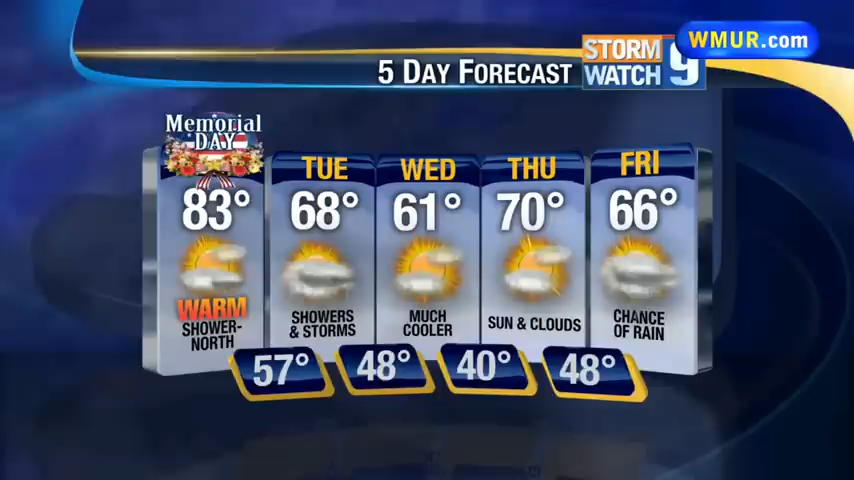 WMUR.com
5 DAY FORECAST
STORM
WATCH 9
Memorial
DAY
83°
WARM
SHOWER-
NORTH
TUE
68°
SHOWERS
& STORMS
WED
61°
MUCH
COOLER
THU
70°
SUN & CLOUDS
FRI
66°
CHANCE
OF RAIN
57°
48°
40°
48°